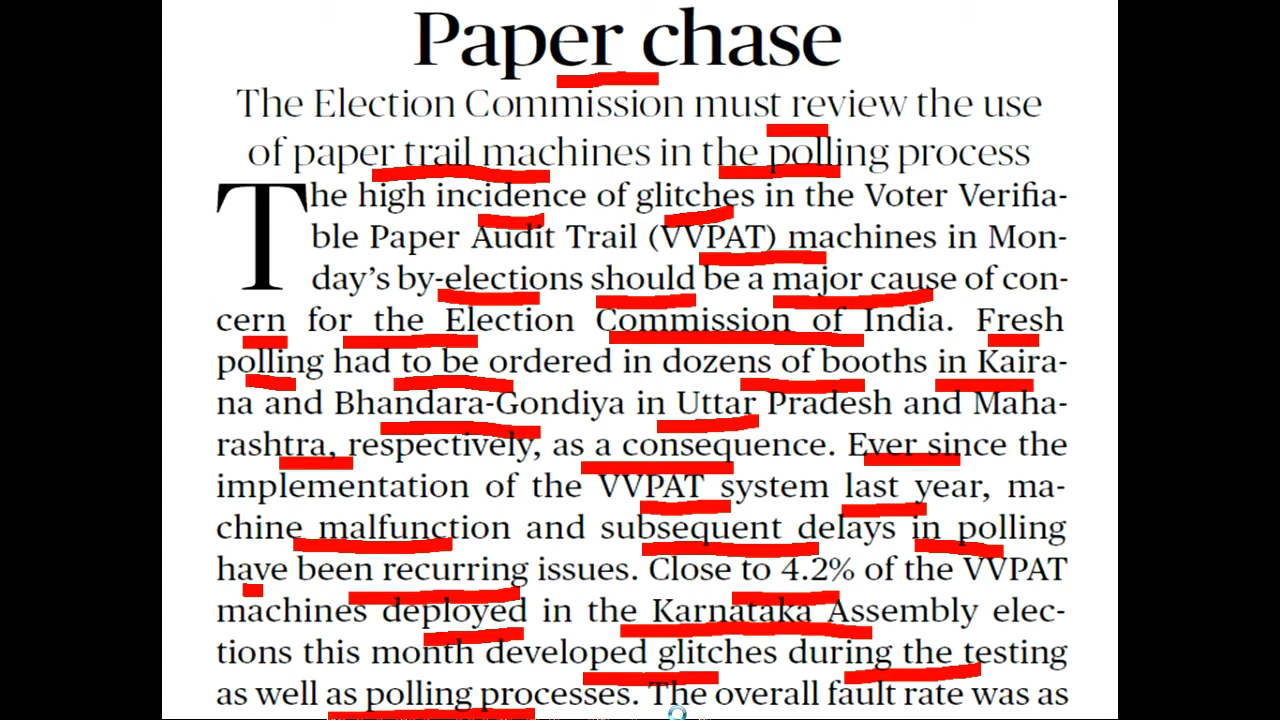 Paper chase
The Election Commission must review the use
of paper trail machines in the polling process
The high incidence of glitches in the Voter Verifia-
ble Paper Audit Trail (VVPAT) machines in Mon-
day's by-elections should be a major cause of con-
cern for the Election Commission of India. Fresh
polling had to be ordered in dozens of booths in Kaira-
na and Bhandara-Gondiya in Uttar Pradesh and Maha-
rashtra, respectively, as a consequence. Ever since the
implementation of the VVPAT system last year, ma-
chine malfunction and subsequent delays in polling
have been recurring issues. Close to 4.2% of the VVPAT
machines deployed in the Karnataka Assembly elec-
tions this month developed glitches during the testing
as well as polling processes. The overall fault rate was as